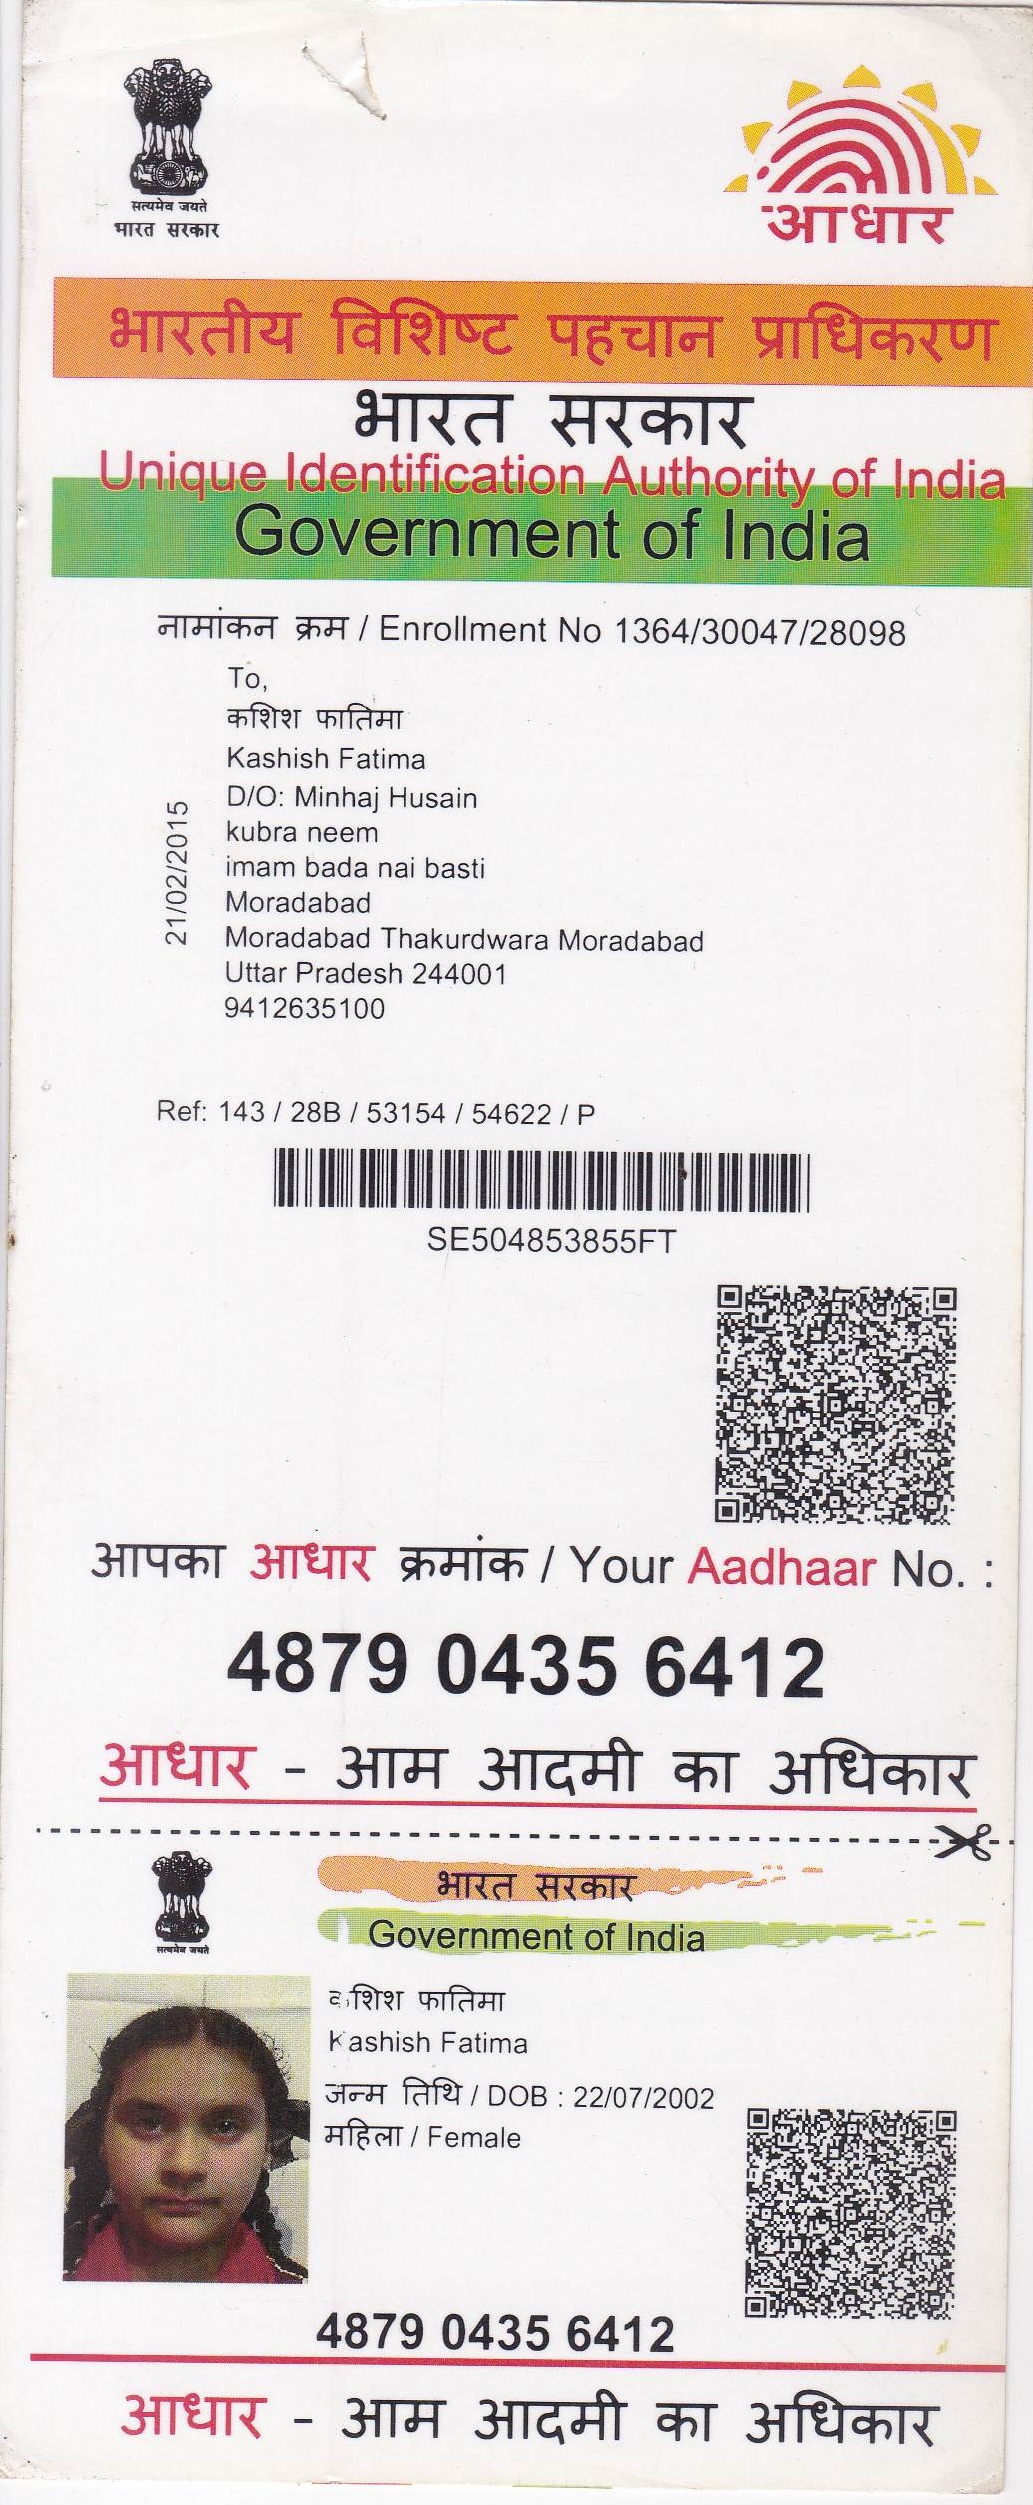 सत्यमेव जयते
भारत सरकार
आधार
भारतीय विशिष्ट पहचान प्राधिकरण
भारत सरकार
Unique Identification Authority of India
Government of India
नामांकन क्रम / Enrollment No 1364/30047/28098
To,
कशिश फातिमा
Kashish Fatima
D/O: Minhaj Husain
kubra neem
imam bada nai basti
Moradabad
Moradabad Thakurdwara Moradabad
Uttar Pradesh 244001
9412635100
21/02/2015
Ref: 143 / 28B / 53154 / 54622 / P
SE504853855FT
आपका आधार क्रमांक / Your Aadhaar No. :
4879 0435 6412
आधार - आम आदमी का अधिकार
सत्यमेव जयते
भारत सरकार
Government of India
कशिश फातिमा
Kashish Fatima
जन्म तिथि / DOB : 22/07/2002
महिला / Female
4879 0435 6412
आधार - आम आदमी का अधिकार